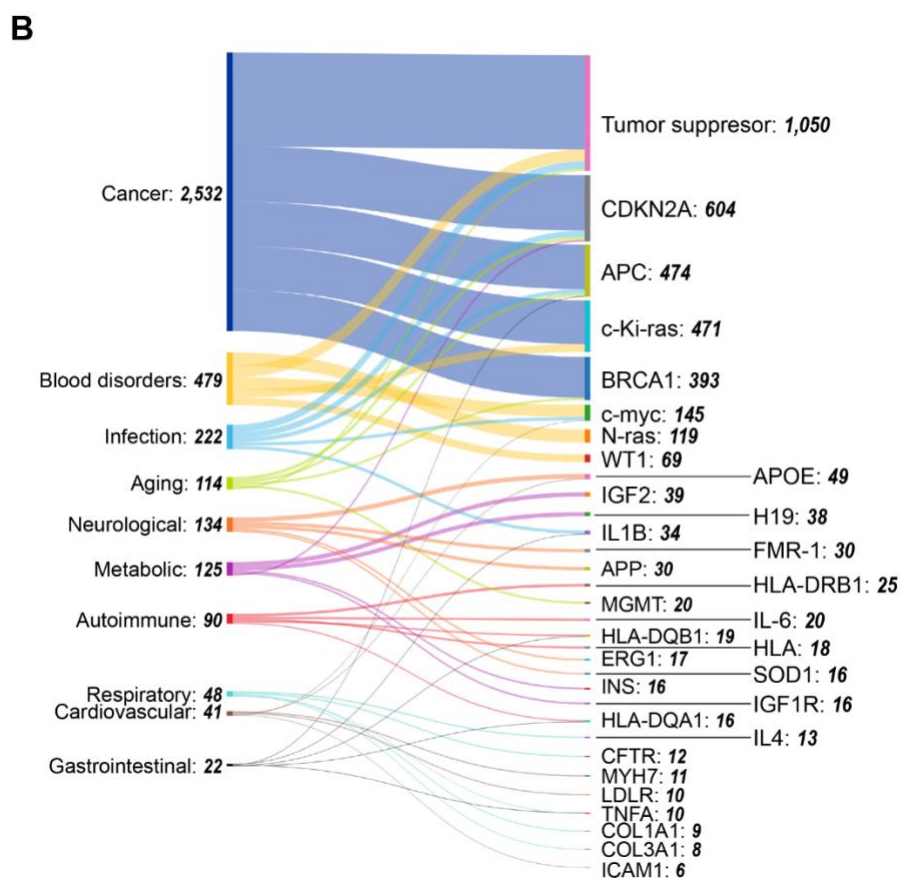 B
Cancer: 2,532
Blood disorders: 479
Infection: 222
Aging: 114
Neurological: 134
Metabolic: 125
Autoimmune: 90
Respiratory: 48
Cardiovascular: 41
Gastrointestinal: 22
Tumor suppresor: 1,050
CDKN2A: 604
APC: 474
c-Ki-ras: 471
BRCA1: 393
c-myc: 145
N-ras: 119
WT1: 69
APOE: 49
IGF2: 39
H19: 38
IL1B: 34
FMR-1: 30
APP: 30
HLA-DRB1: 25
MGMT: 20
IL-6: 20
HLA-DQB1: 19
HLA: 18
ERG1: 17
SOD1: 16
INS: 16
IGF1R: 16
HLA-DQA1: 16
IL4: 13
CFTR: 12
MYH7: 11
LDLR: 10
TNFA: 10
COL1A1: 9
COL3A1: 8
ICAM1: 6